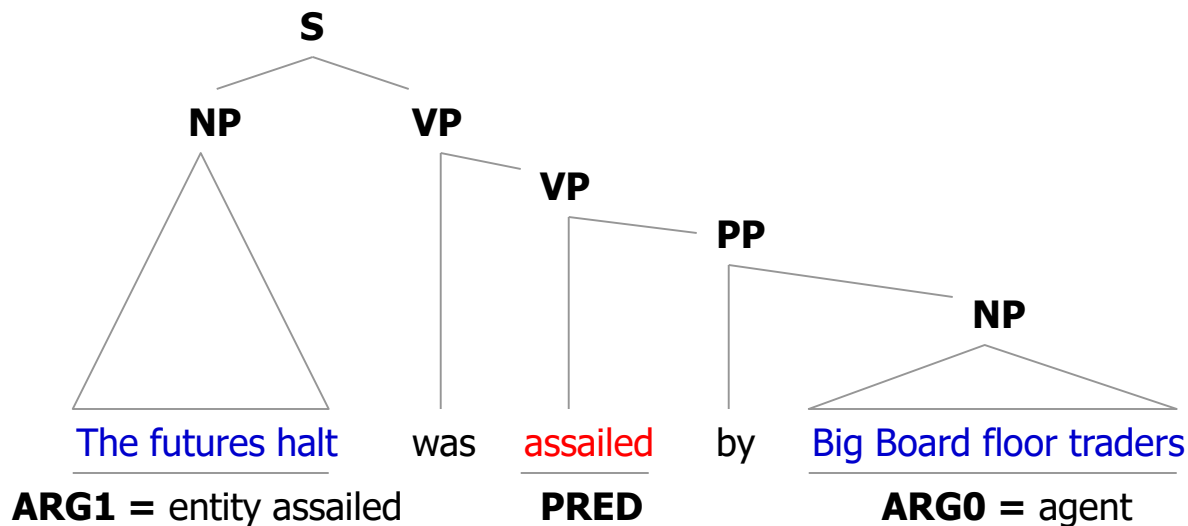 S
NP VP
VP
PP
NP
The futures halt was assailed by Big Board floor traders
ARG1 = entity assailed PRED ARG0 = agent